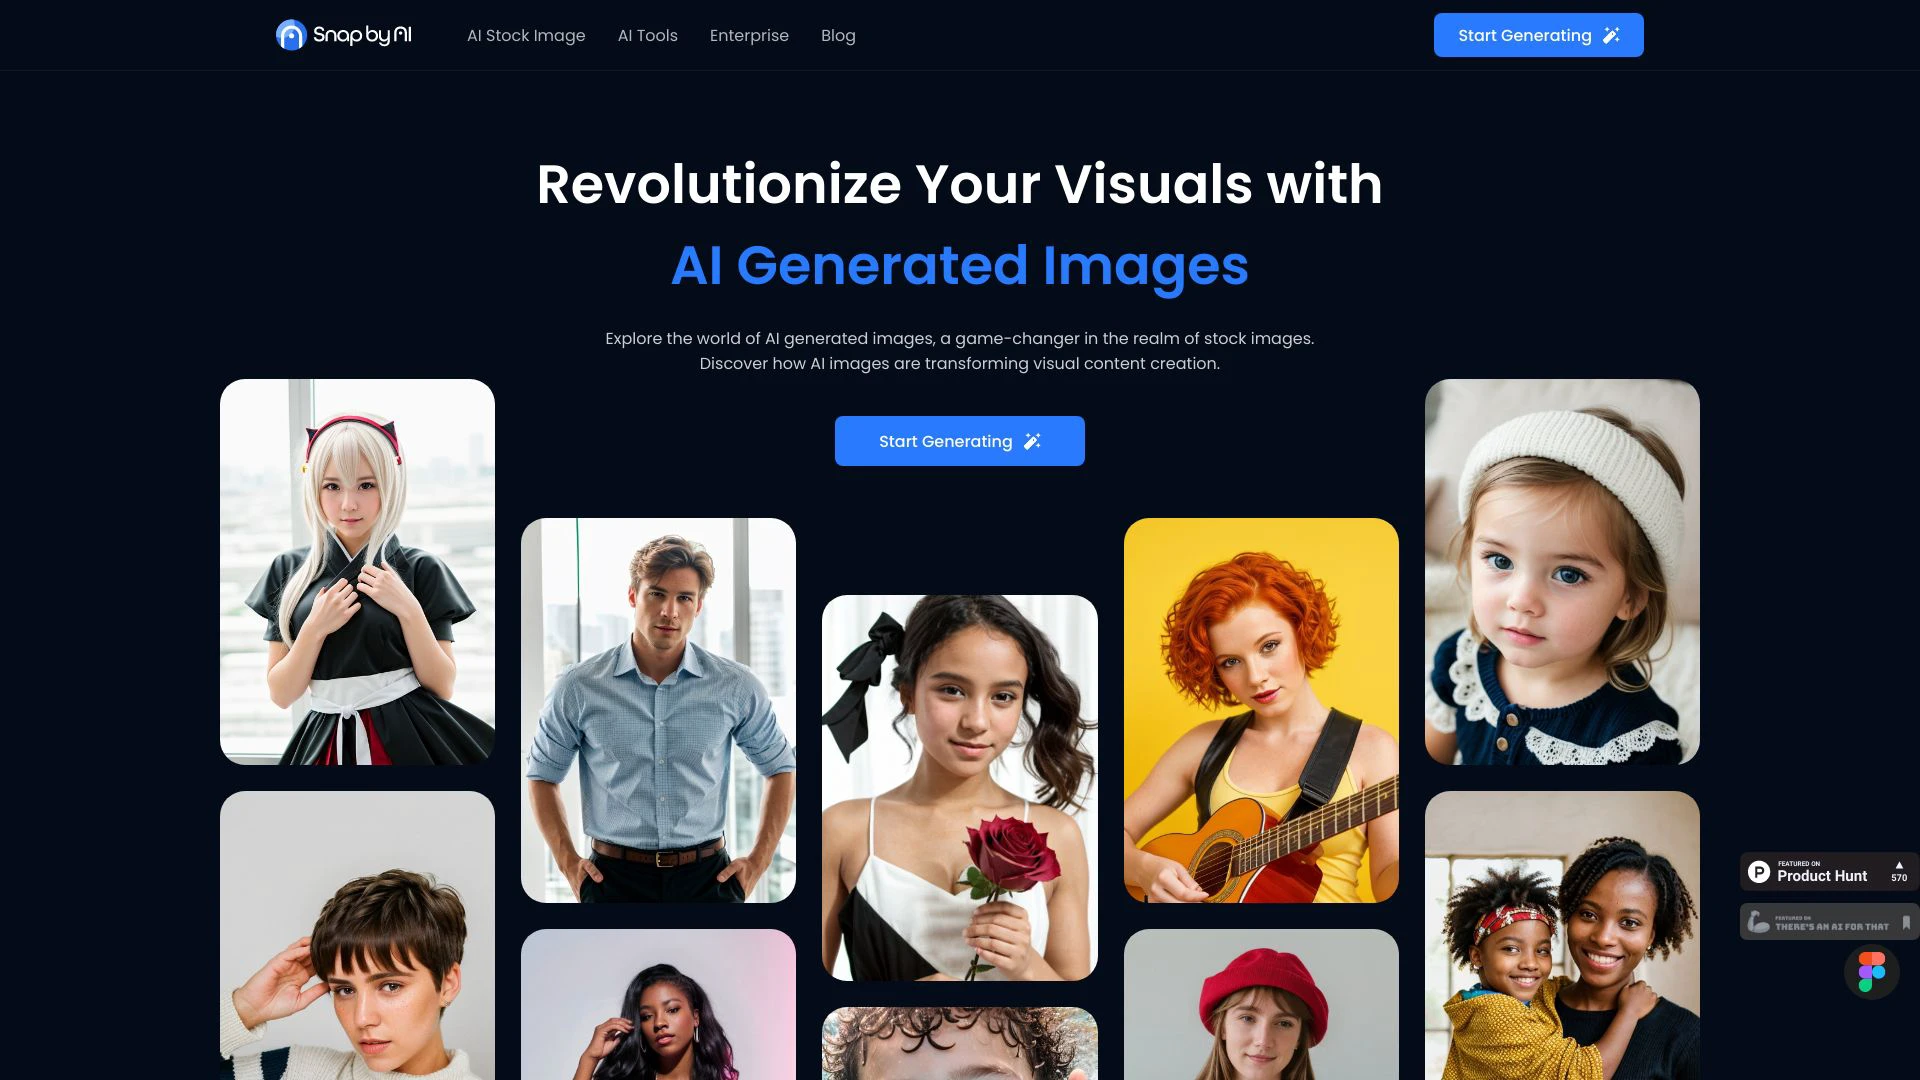 Snap by AI
AI Stock Image
AI Tools
Enterprise
Blog
Start Generating
Revolutionize Your Visuals with
AI Generated Images
Explore the world of AI generated images, a game-changer in the realm of stock images.
Discover how AI images are transforming visual content creation.
Start Generating
FEATURED ON
Product Hunt
570
FEATURED ON
THERE'S AN AI FOR THAT